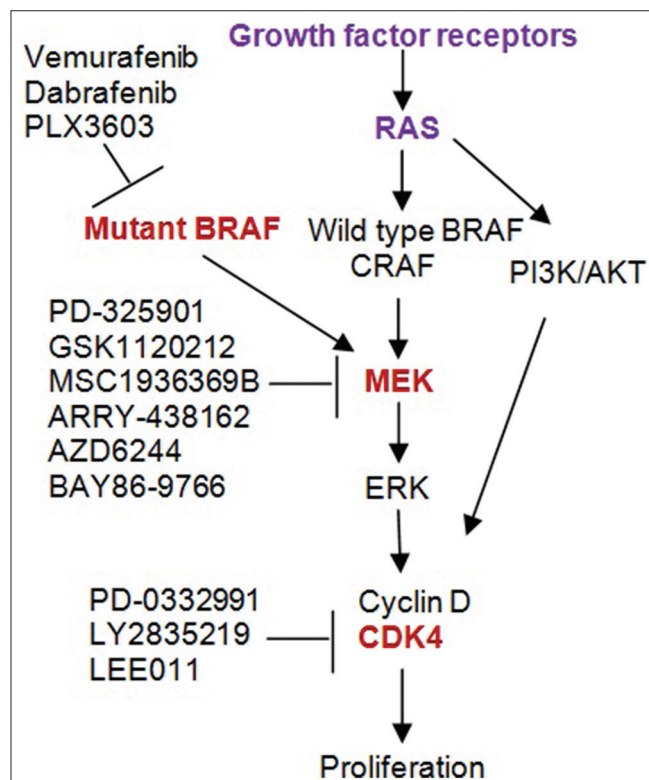 Growth factor receptors
Vemurafenib
Dabrafenib
PLX3603
RAS
Mutant BRAF
Wild type BRAF
CRAF
PI3K/AKT
PD-325901
GSK1120212
MSC1936369B
ARRY-438162
AZD6244
BAY86-9766
MEK
ERK
PD-0332991
LY2835219
LEE011
Cyclin D
CDK4
Proliferation